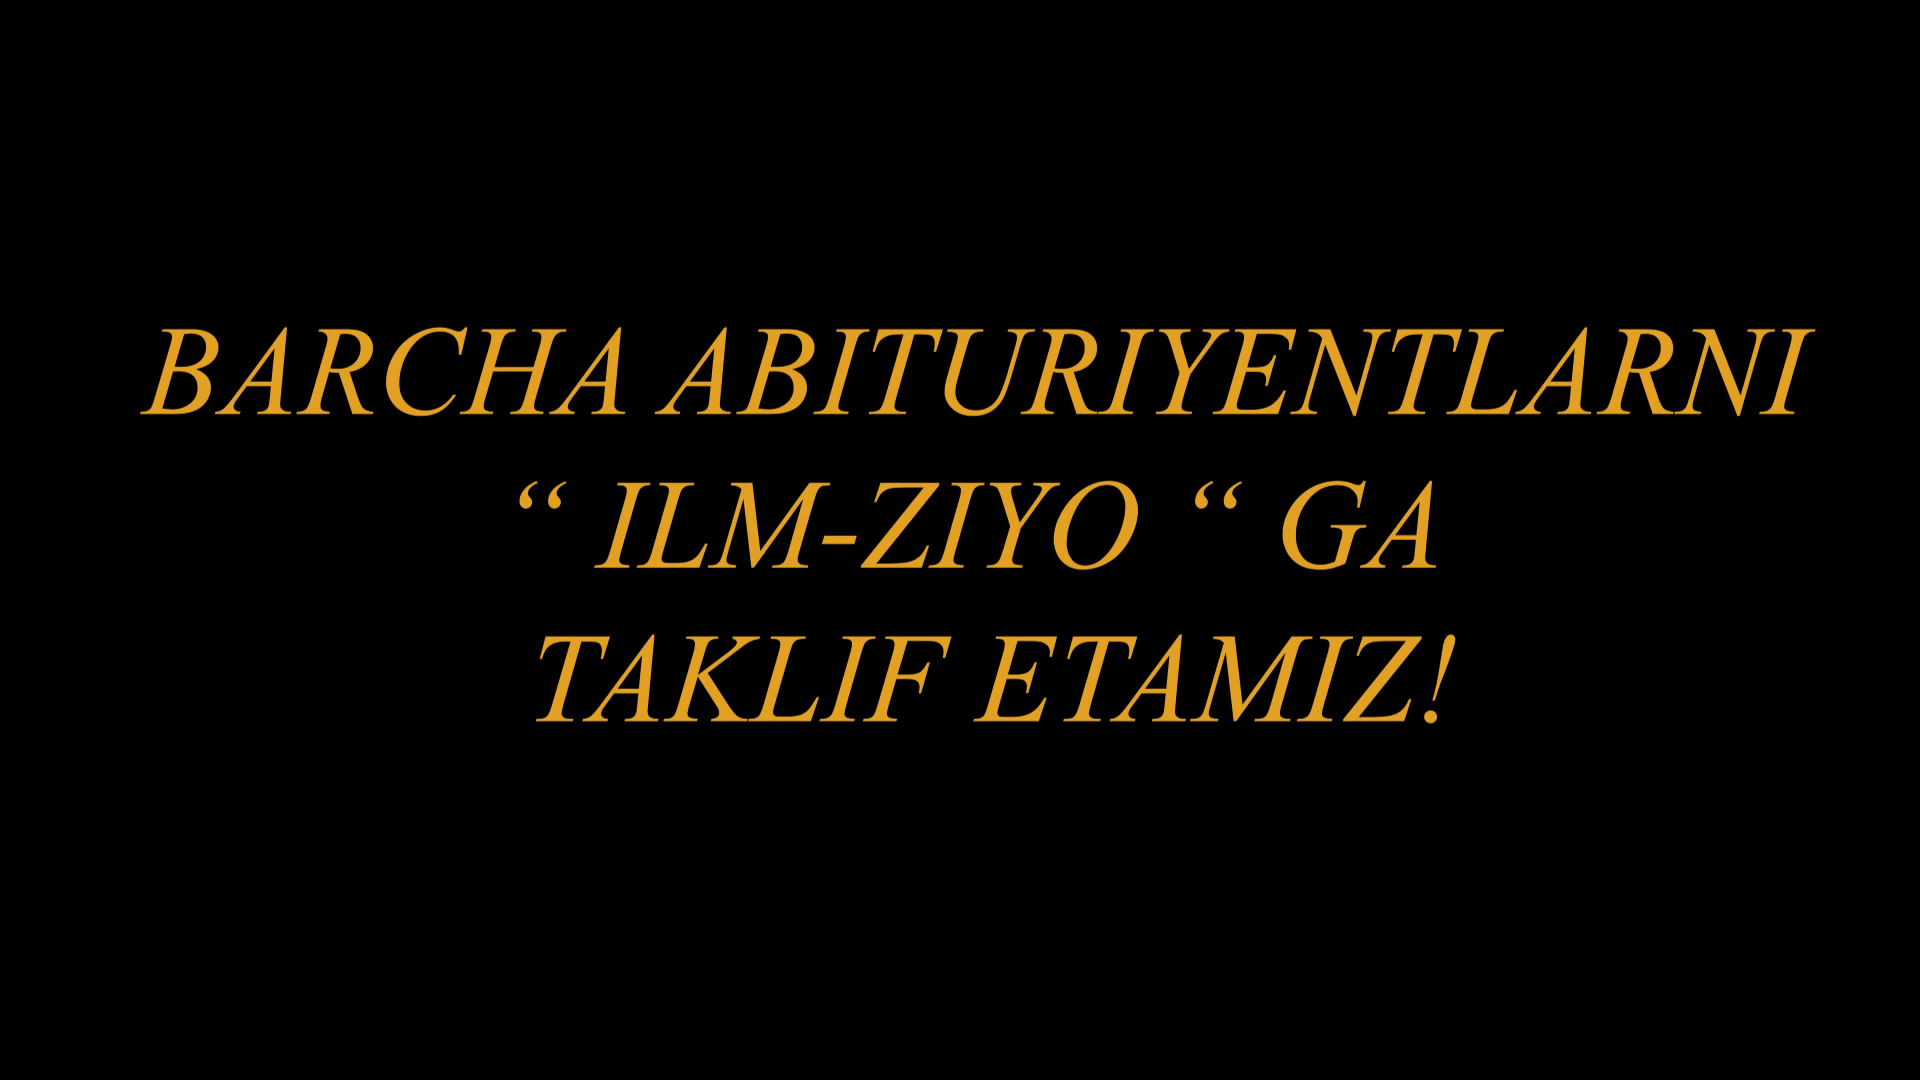 BARCHA ABITURIYENTLARNI
“ ILM-ZIYO “ GA
TAKLIF ETAMIZ!